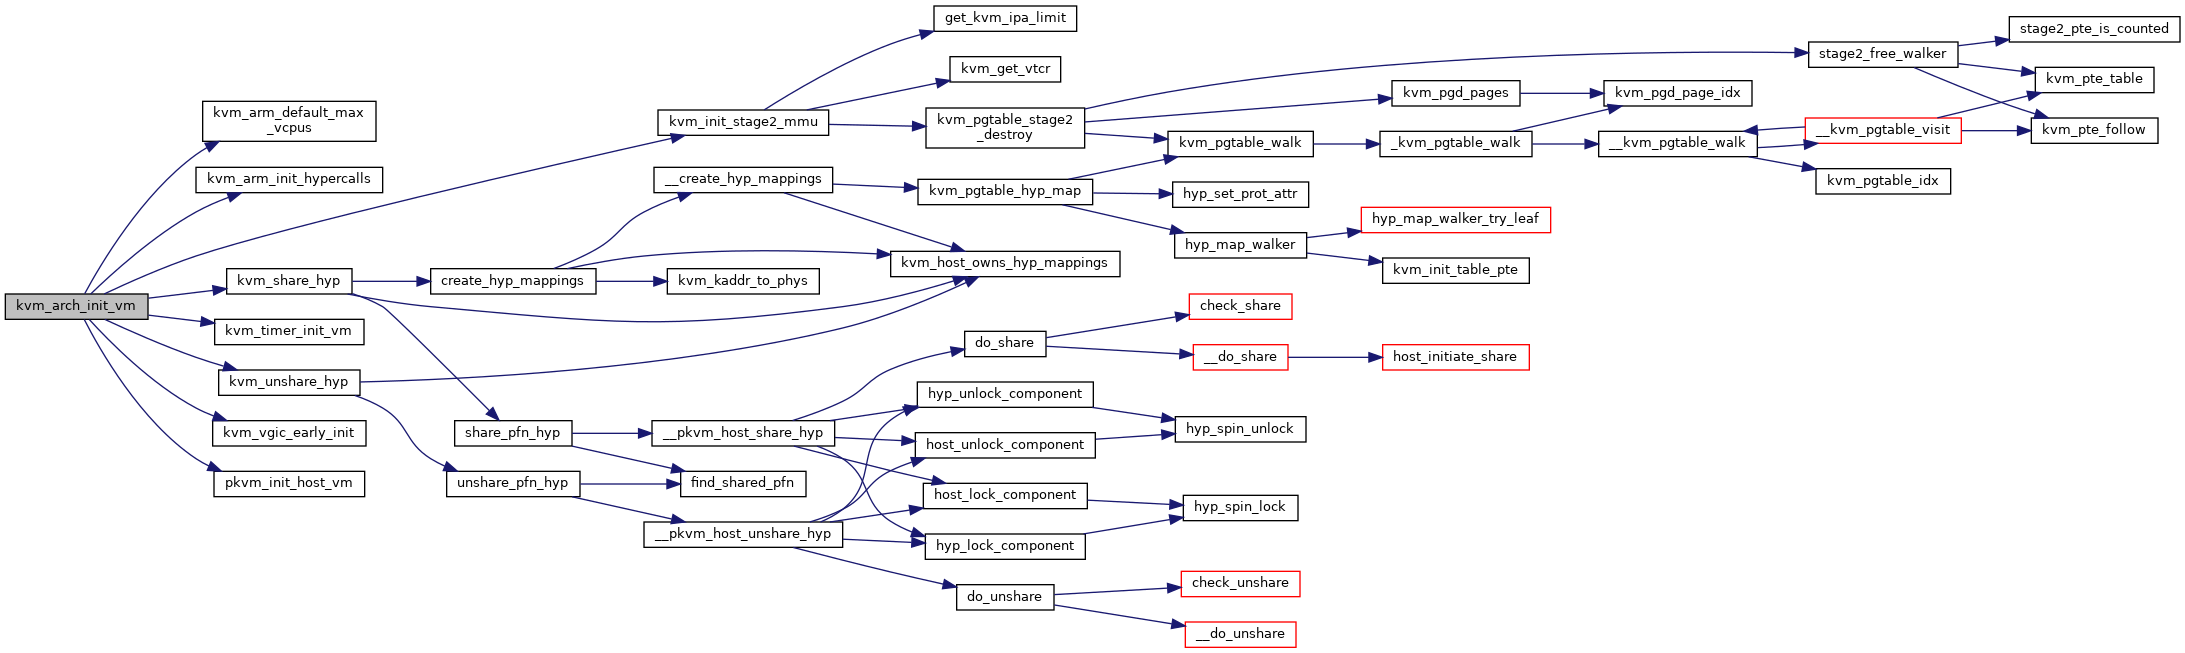 get_kvm_ipa_limit
stage2_pte_is_counted
stage2_free_walker
kvm_get_vtcr
kvm_pte_table
kvm_pgd_pages
kvm_pgd_page_idx
kvm_arm_default_max
_vcpus
kvm_init_stage2_mmu
kvm_pgtable_stage2
_destroy
__kvm_pgtable_visit
kvm_pte_follow
kvm_pgtable_walk
_kvm_pgtable_walk
__kvm_pgtable_walk
kvm_arm_init_hypercalls
__create_hyp_mappings
kvm_pgtable_idx
kvm_pgtable_hyp_map
hyp_set_prot_attr
hyp_map_walker_try_leaf
hyp_map_walker
kvm_host_owns_hyp_mappings
kvm_init_table_pte
kvm_share_hyp
create_hyp_mappings
kvm_kaddr_to_phys
kvm_arch_init_vm
check_share
kvm_timer_init_vm
do_share
__do_share
host_initiate_share
kvm_unshare_hyp
hyp_unlock_component
hyp_spin_unlock
kvm_vgic_early_init
share_pfn_hyp
__pkvm_host_share_hyp
host_unlock_component
pkvm_init_host_vm
unshare_pfn_hyp
find_shared_pfn
host_lock_component
hyp_spin_lock
__pkvm_host_unshare_hyp
hyp_lock_component
check_unshare
do_unshare
__do_unshare